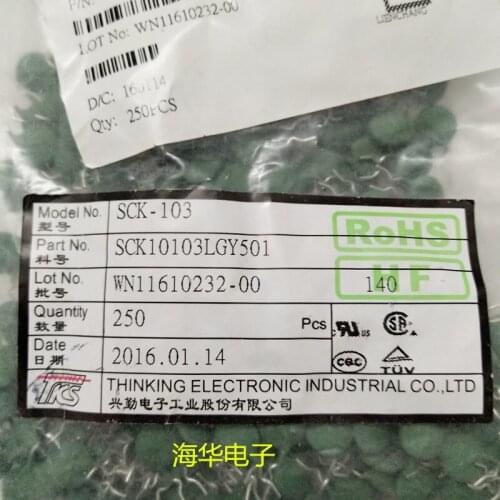 LOT No: WN11610232-00
LIENCHANG
D/C: 160114
Qty: 250PCS
Model No. 型号 SCK-103
Part No. 料号 SCK10103LGY501
RoHS
HF
Lot No. 批号 WN11610232-00 140
Quantity 数量 250 Pcs
Date 日期 2016.01.14
CQC
TÜV
TKS
THINKING ELECTRONIC INDUSTRIAL CO.,LTD
兴勤电子工业股份有限公司
海华电子